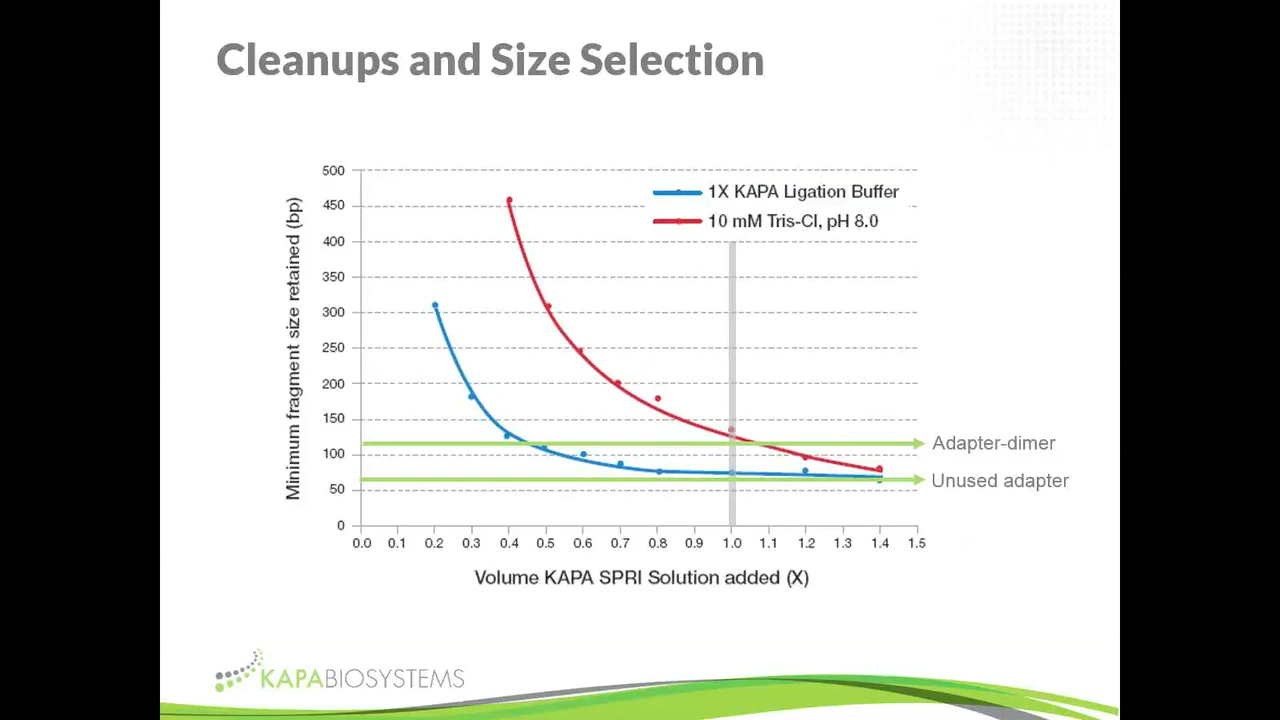 Cleanups and Size Selection
Minimum fragment size retained (bp)
500
450
400
350
300
250
200
150
100
50
0
1X KAPA Ligation Buffer
10 mM Tris-Cl, pH 8.0
Adapter-dimer
Unused adapter
0.0 0.1 0.2 0.3 0.4 0.5 0.6 0.7 0.8 0.9 1.0 1.1 1.2 1.3 1.4 1.5
Volume KAPA SPRI Solution added (X)
KAPABIOSYSTEMS